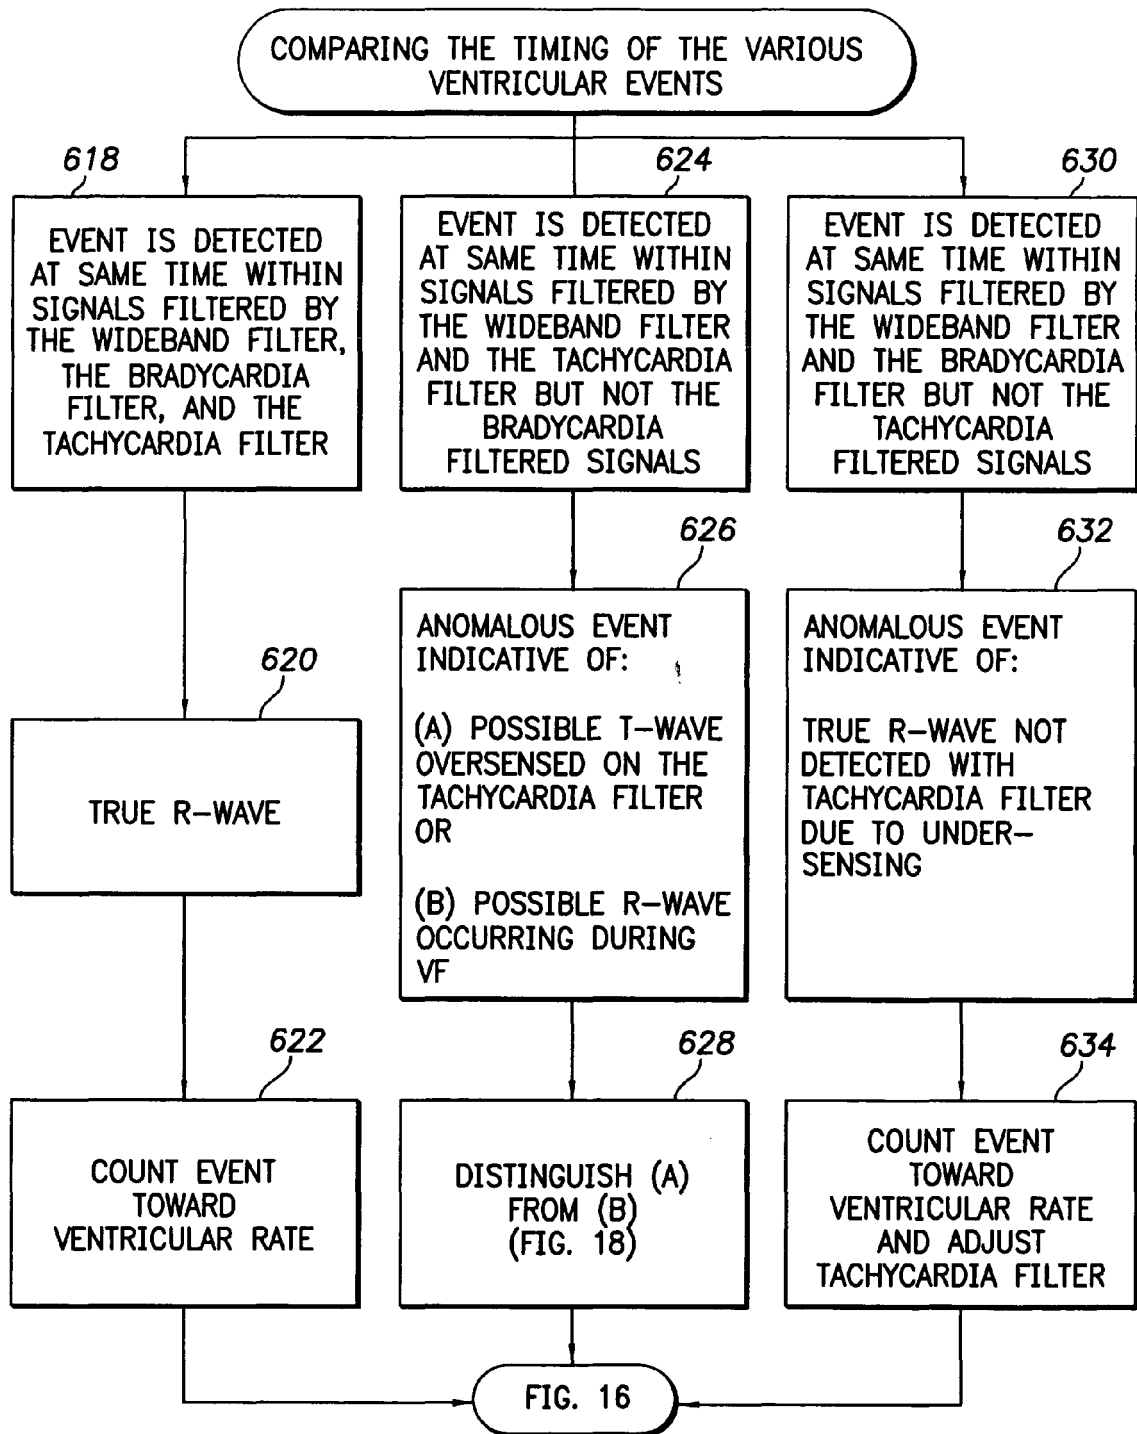 COMPARING THE TIMING OF THE VARIOUS
VENTRICULAR EVENTS
618
EVENT IS DETECTED
AT SAME TIME WITHIN
SIGNALS FILTERED BY
THE WIDEBAND FILTER,
THE BRADYCARDIA
FILTER, AND THE
TACHYCARDIA FILTER
624
EVENT IS DETECTED
AT SAME TIME WITHIN
SIGNALS FILTERED BY
THE WIDEBAND FILTER
AND THE TACHYCARDIA
FILTER BUT NOT THE
BRADYCARDIA
FILTERED SIGNALS
630
EVENT IS DETECTED
AT SAME TIME WITHIN
SIGNALS FILTERED BY
THE WIDEBAND FILTER
AND THE BRADYCARDIA
FILTER BUT NOT THE
TACHYCARDIA
FILTERED SIGNALS
620
TRUE R-WAVE
626
ANOMALOUS EVENT
INDICATIVE OF:
(A) POSSIBLE T-WAVE
OVERSENSED ON THE
TACHYCARDIA FILTER
OR
(B) POSSIBLE R-WAVE
OCCURRING DURING
VF
632
ANOMALOUS EVENT
INDICATIVE OF:
TRUE R-WAVE NOT
DETECTED WITH
TACHYCARDIA FILTER
DUE TO UNDER-
SENSING
622
COUNT EVENT
TOWARD
VENTRICULAR RATE
628
DISTINGUISH (A)
FROM (B)
(FIG. 18)
634
COUNT EVENT
TOWARD
VENTRICULAR RATE
AND ADJUST
TACHYCARDIA FILTER
FIG. 16